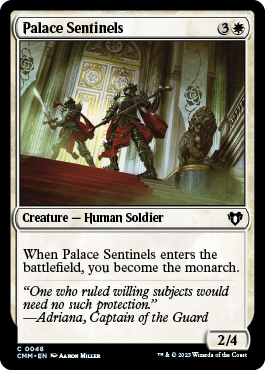 Palace Sentinels 3
Creature — Human Soldier
When Palace Sentinels enters the
battlefield, you become the monarch.
“One who ruled willing subjects would
need no such protection.”
—Adriana, Captain of the Guard
2/4
C 0048
CMM • EN Aaron Miller
™ & © 2023 Wizards of the Coast